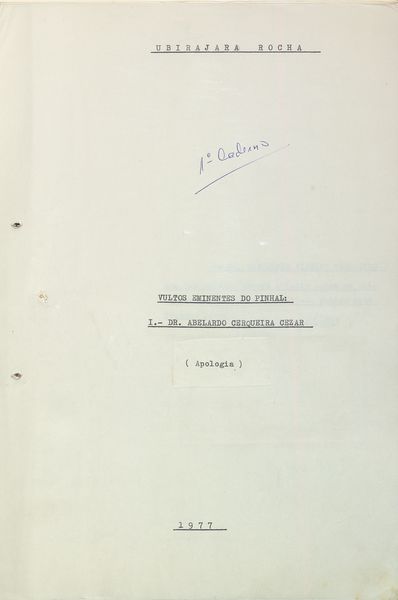 UBIRAJARA ROCHA
1º Caderno
VULTOS EMINENTES DO PINHAL:
I.- DR. ABELARDO CERQUEIRA CEZAR
( Apologia )
1977